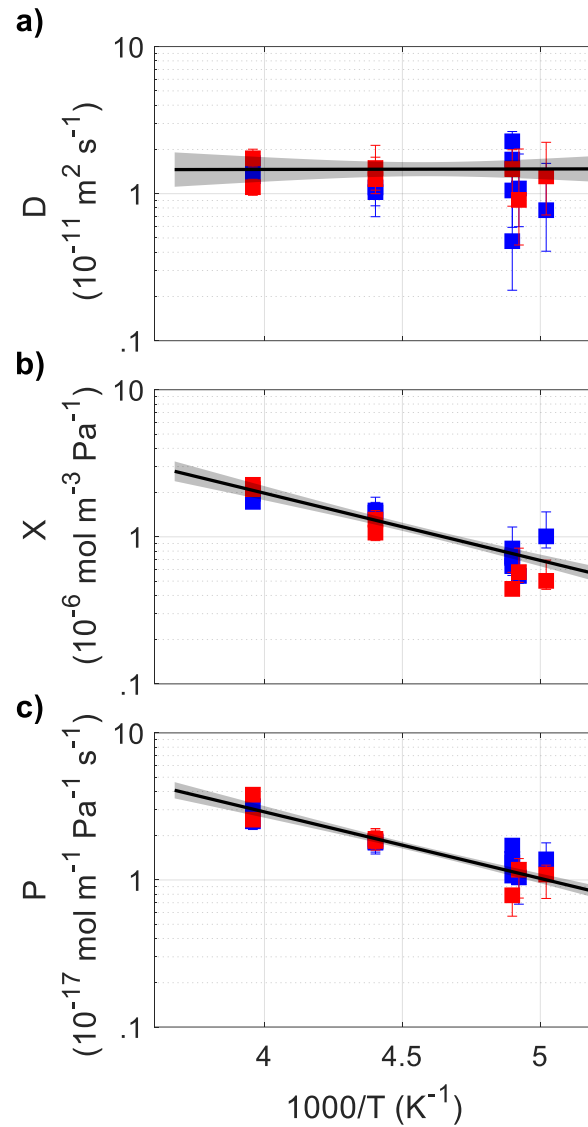 a)
10
1
.1
D
(10⁻¹¹ m² s⁻¹)
b)
10
1
.1
X
(10⁻⁶ mol m⁻³ Pa⁻¹)
c)
10
1
.1
P
(10⁻¹⁷ mol m⁻¹ Pa⁻¹ s⁻¹)
4 4.5 5
1000/T (K⁻¹)